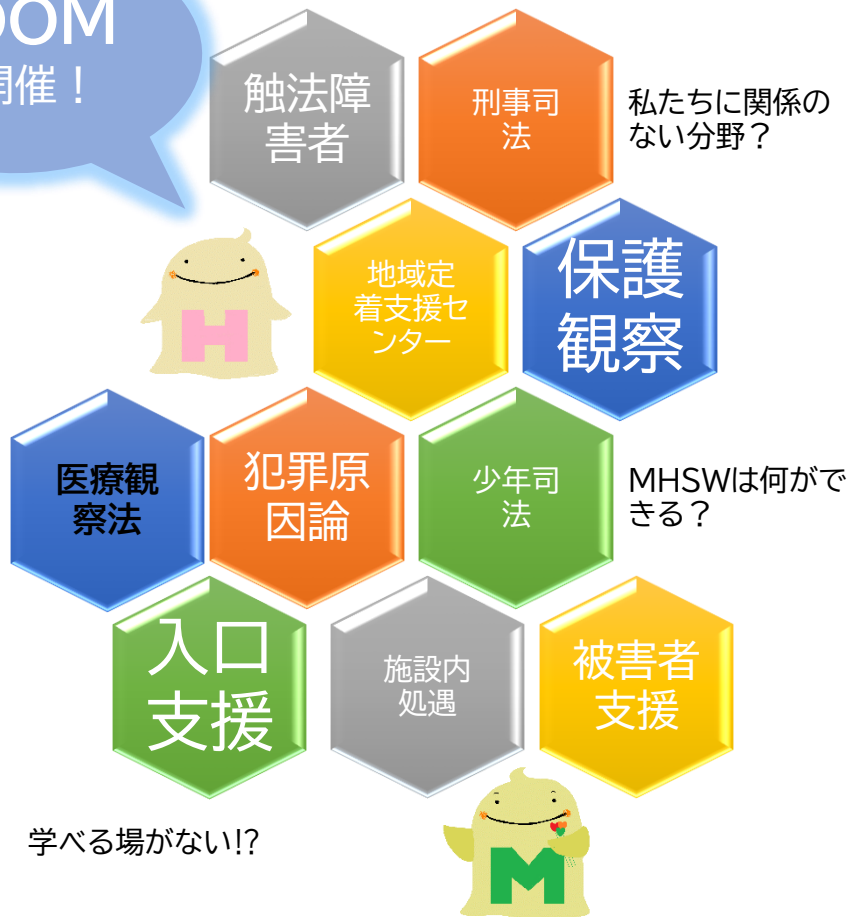 OOM
開催！
触法障
害者
刑事司
法
私たちに関係の
ない分野？
地域定
着支援セ
ンター
保護
観察
H
医療観
察法
犯罪原
因論
少年司
法
MHSWは何がで
きる？
入口
支援
施設内
処遇
被害者
支援
学べる場がない!?
M